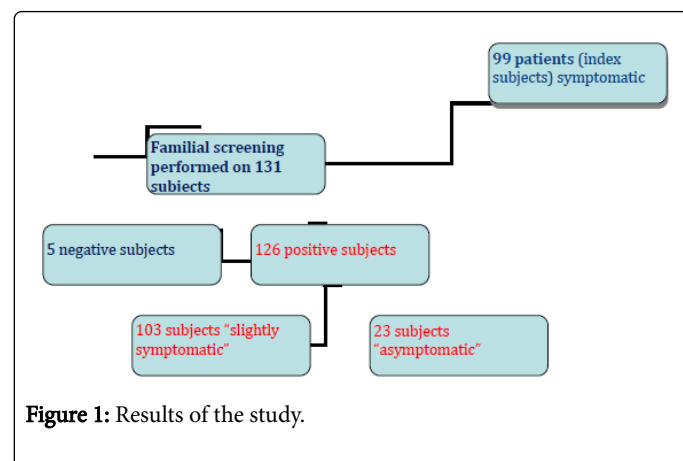 99 patients (index
subjects) symptomatic
Familial screening
performed on 131
subjects
5 negative subjects
126 positive subjects
103 subjects "slightly
symptomatic"
23 subjects
"asymptomatic"
Figure 1: Results of the study.